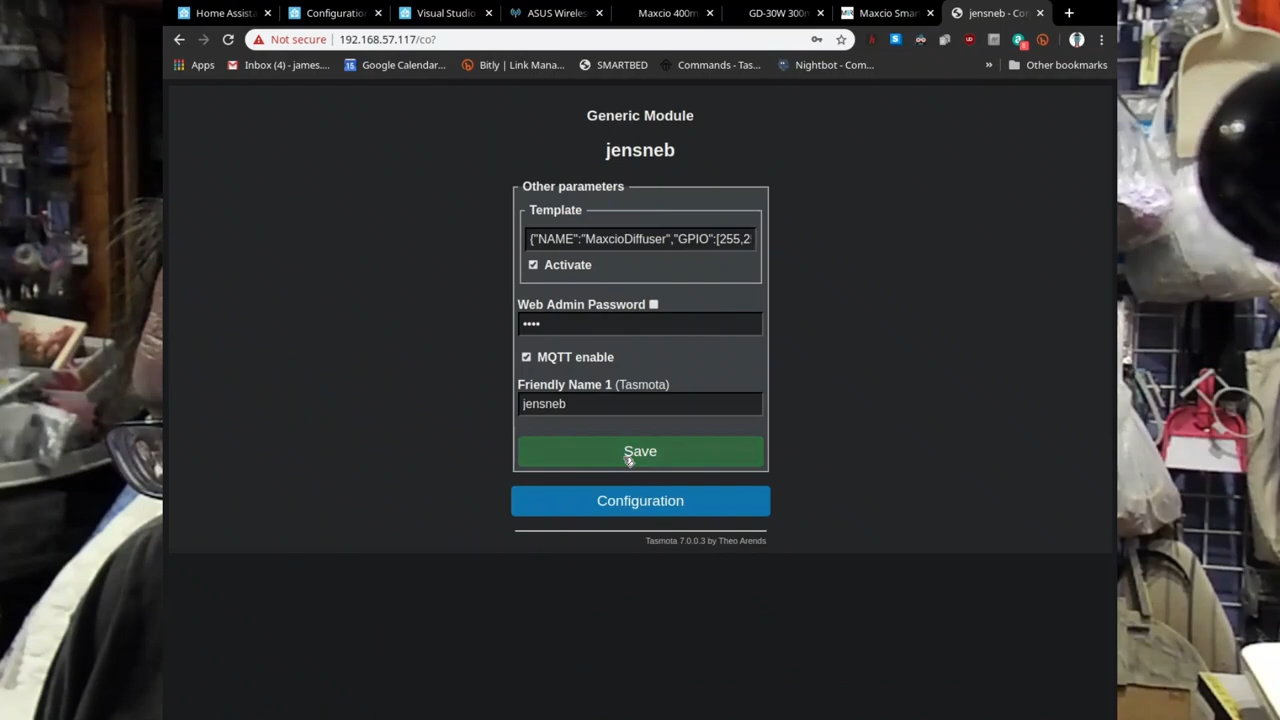 Home Assista
Configuration
Visual Studio
ASUS Wireles
Maxcio 400m
GD-30W 300m
Maxcio Smar
jensneb - Con
Not secure
192.168.57.117/co?
Apps
Inbox (4) - james....
Google Calendar...
Bitly | Link Mana...
SMARTBED
Commands - Tas...
Nightbot - Com...
»
Other bookmarks
Generic Module
jensneb
Other parameters
Template
{"NAME":"MaxcioDiffuser","GPIO":[255,2
Activate
Web Admin Password
••••
MQTT enable
Friendly Name 1 (Tasmota)
jensneb
Save
Configuration
Tasmota 7.0.0.3 by Theo Arends